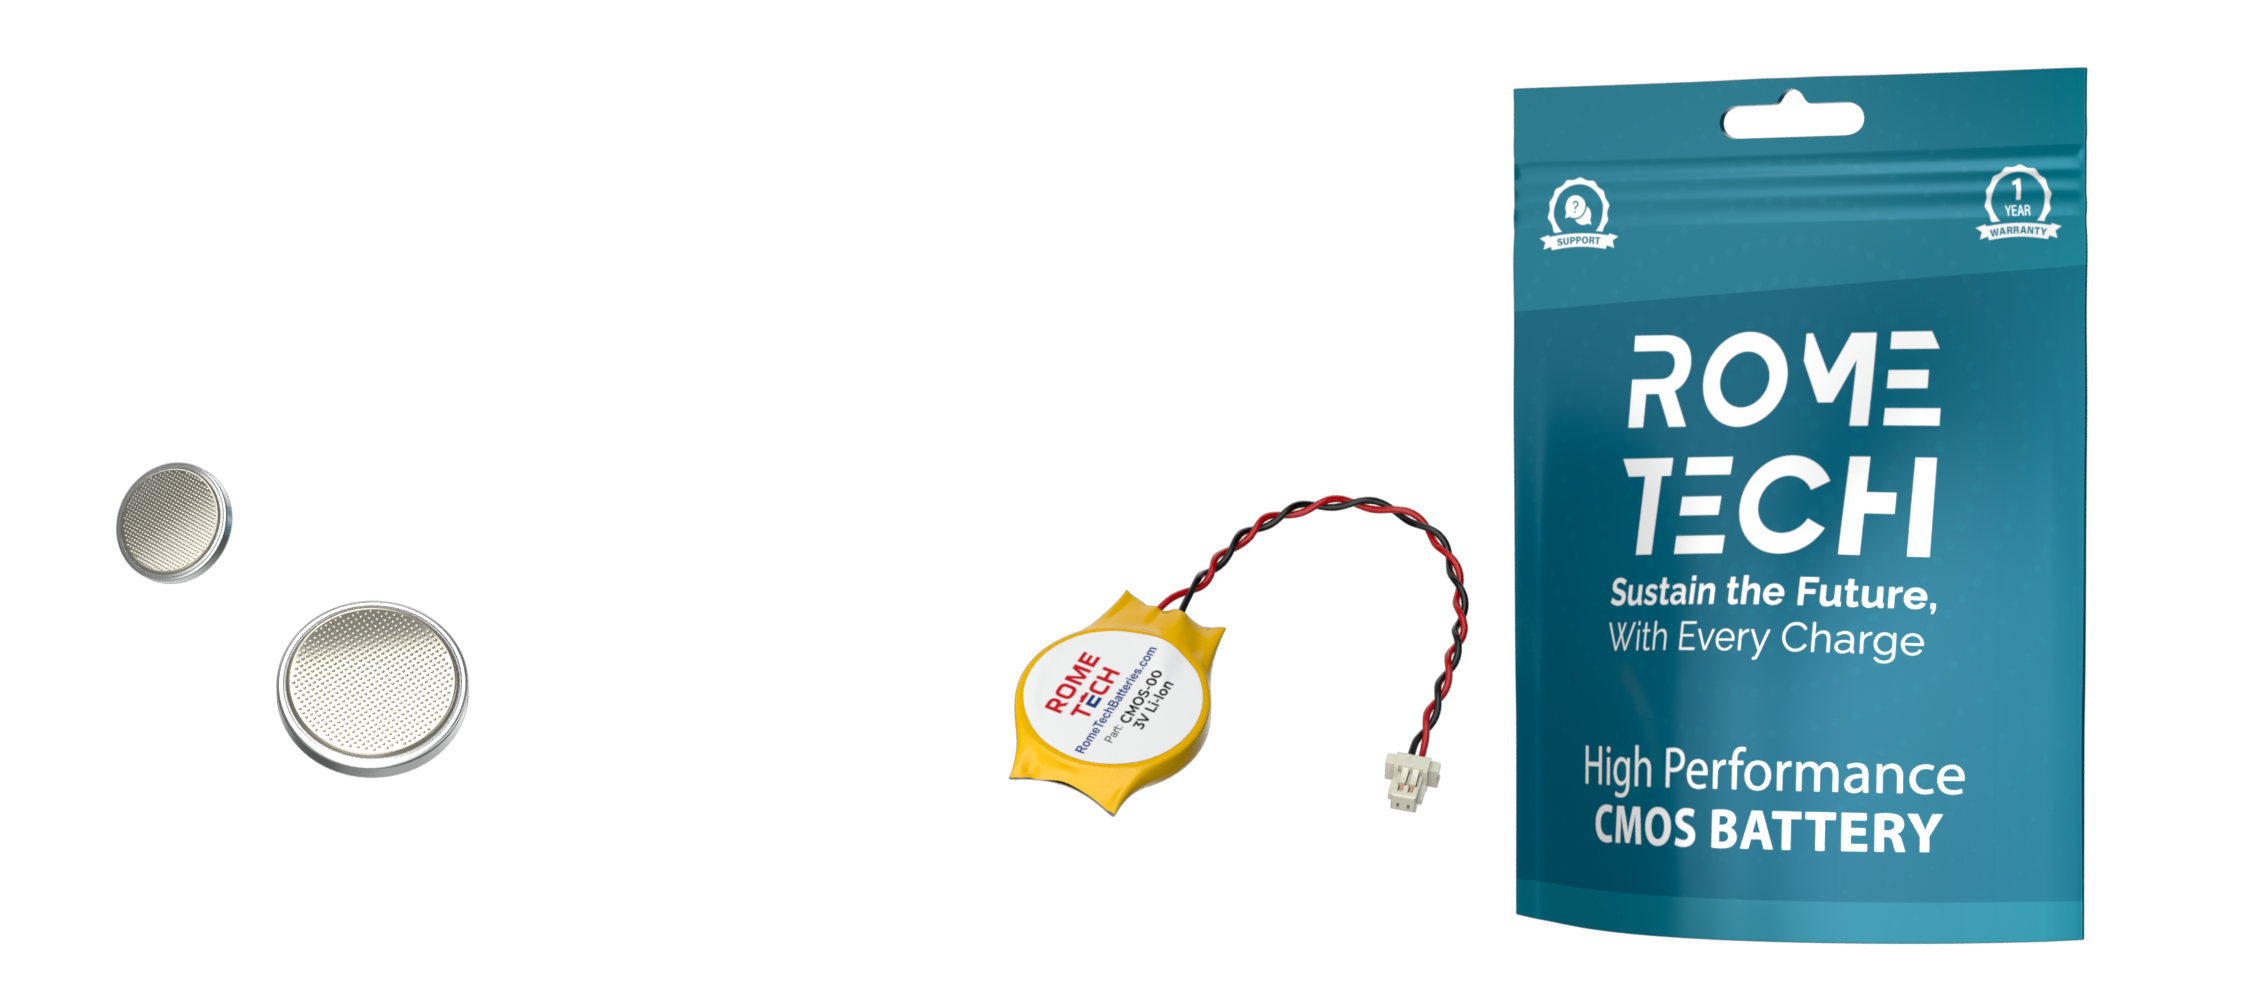 ROME
TECH
RomeTechBatteries.com
Part: CMOS-00
3V Li-Ion
?
SUPPORT
1
YEAR
WARRANTY
ROME
TECH
Sustain the Future,
With Every Charge
High Performance
CMOS BATTERY